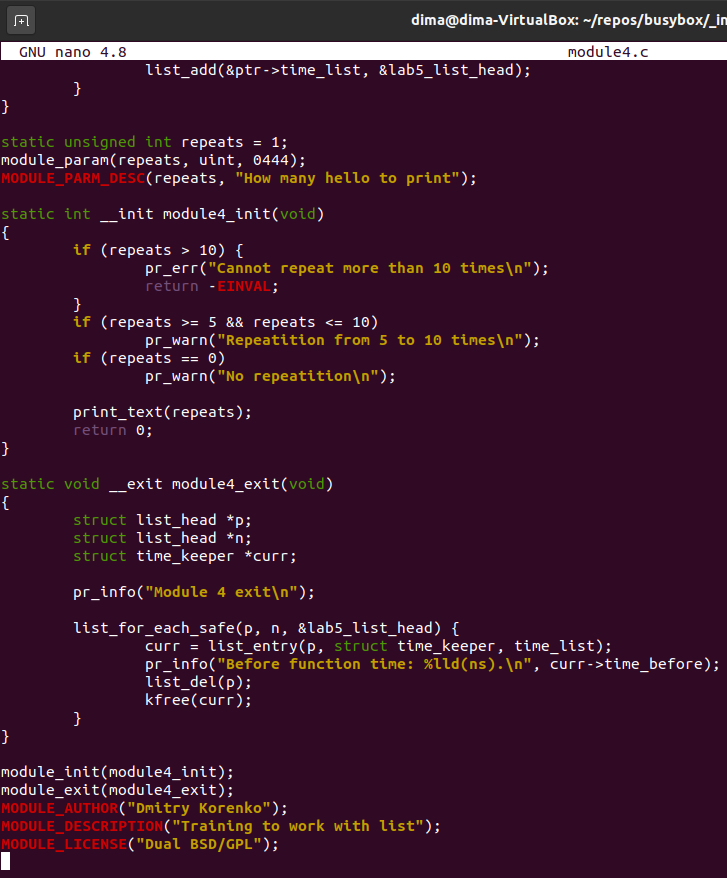 dima@dima-VirtualBox: ~/repos/busybox/_in
GNU nano 4.8 module4.c
list_add(&ptr->time_list, &lab5_list_head);
}
}
static unsigned int repeats = 1;
module_param(repeats, uint, 0444);
MODULE_PARM_DESC(repeats, "How many hello to print");
static int __init module4_init(void)
{
if (repeats > 10) {
pr_err("Cannot repeat more than 10 times\n");
return -EINVAL;
}
if (repeats >= 5 && repeats <= 10)
pr_warn("Repeatition from 5 to 10 times\n");
if (repeats == 0)
pr_warn("No repeatition\n");
print_text(repeats);
return 0;
}
static void __exit module4_exit(void)
{
struct list_head *p;
struct list_head *n;
struct time_keeper *curr;
pr_info("Module 4 exit\n");
list_for_each_safe(p, n, &lab5_list_head) {
curr = list_entry(p, struct time_keeper, time_list);
pr_info("Before function time: %lld(ns).\n", curr->time_before);
list_del(p);
kfree(curr);
}
}
module_init(module4_init);
module_exit(module4_exit);
MODULE_AUTHOR("Dmitry Korenko");
MODULE_DESCRIPTION("Training to work with list");
MODULE_LICENSE("Dual BSD/GPL");